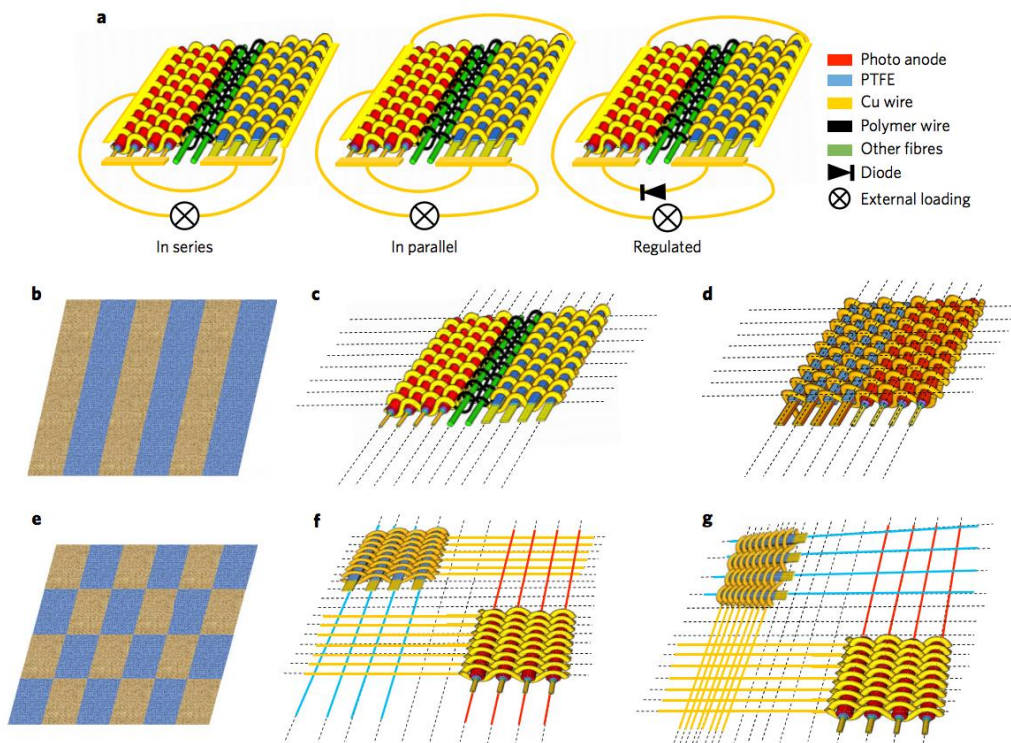 a
Photo anode
PTFE
Cu wire
Polymer wire
Other fibres
Diode
External loading
In series
In parallel
Regulated
b
c
d
e
f
g